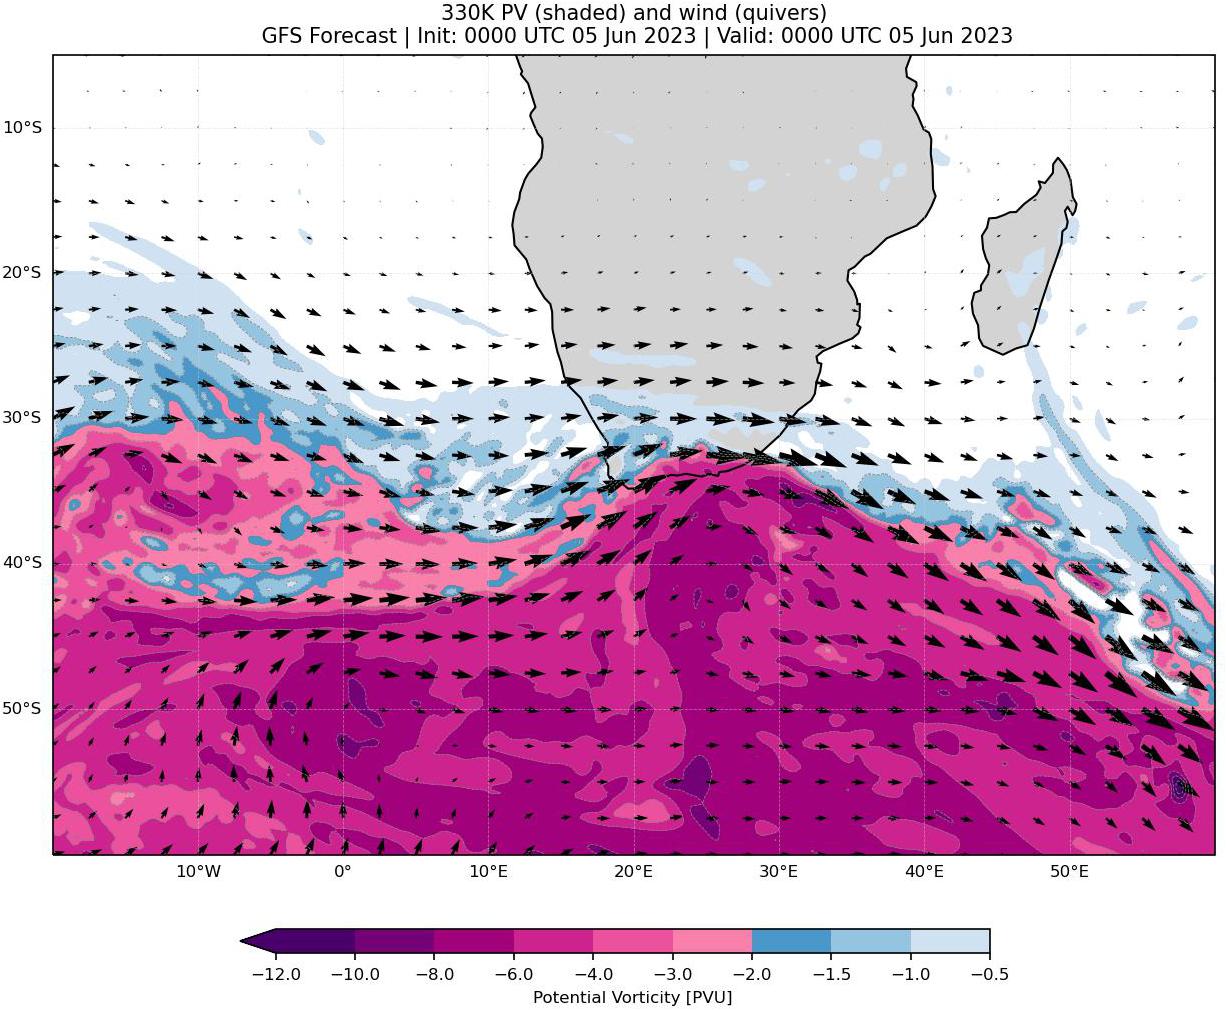 330K PV (shaded) and wind (quivers)
GFS Forecast | Init: 0000 UTC 05 Jun 2023 | Valid: 0000 UTC 05 Jun 2023
10°S
20°S
30°S
40°S
50°S
10°W 0° 10°E 20°E 30°E 40°E 50°E
−12.0 −10.0 −8.0 −6.0 −4.0 −3.0 −2.0 −1.5 −1.0 −0.5
Potential Vorticity [PVU]